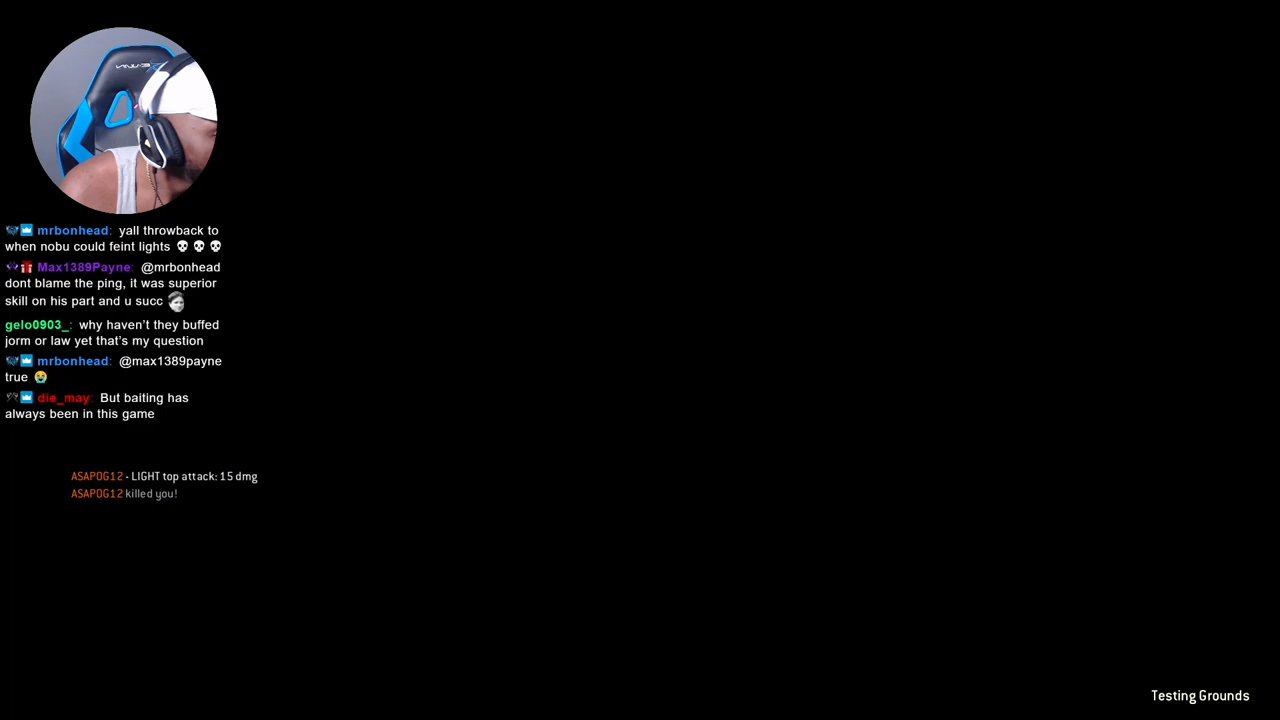 mrbonhead: yall throwback to
when nobu could feint lights 💀 💀 💀
Max1389Payne: @mrbonhead
dont blame the ping, it was superior
skill on his part and u succ
gelo0903_: why haven't they buffed
jorm or law yet that's my question
mrbonhead: @max1389payne
true 😭
die_may: But baiting has
always been in this game
ASAPOG12 - LIGHT top attack: 15 dmg
ASAPOG12 killed you!
Testing Grounds